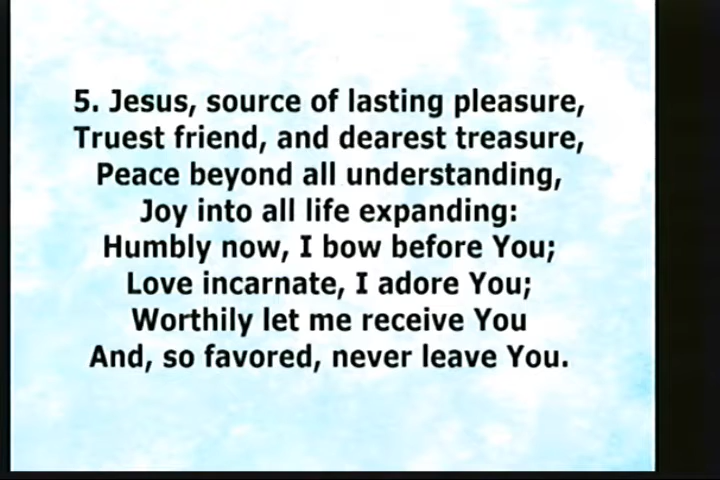 5. Jesus, source of lasting pleasure,
Truest friend, and dearest treasure,
Peace beyond all understanding,
Joy into all life expanding:
Humbly now, I bow before You;
Love incarnate, I adore You;
Worthily let me receive You
And, so favored, never leave You.